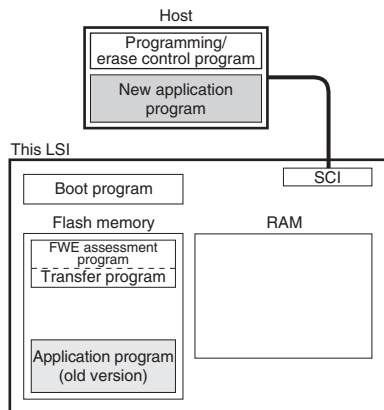 Host
Programming/
erase control program
New application
program
This LSI
SCI
Boot program
Flash memory
RAM
FWE assessment
program
Transfer program
Application program
(old version)